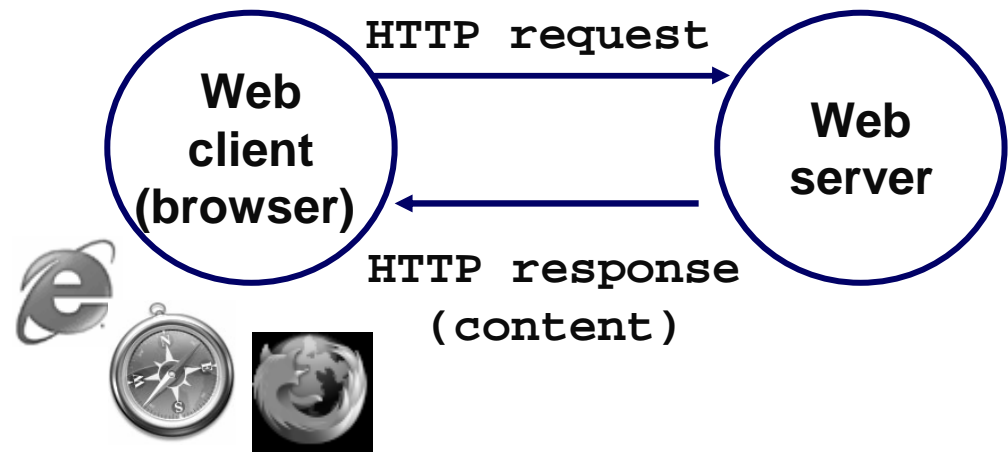 HTTP request
Web
client
(browser)
Web
server
HTTP response
(content)
e
N
E
S
W